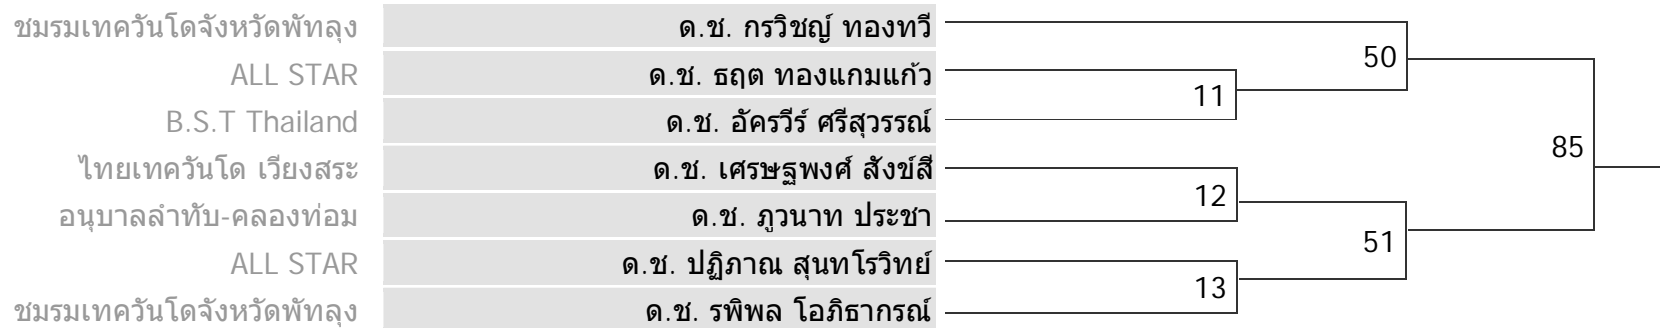 ชมรมเทควันโดจังหวัดพัทลุง ด.ช. กรวิชญ์ ทองทวี
50
ALL STAR ด.ช. ธฤต ทองแกมแก้ว
11
B.S.T Thailand ด.ช. อัครวีร์ ศรีสุวรรณ์
85
ไทยเทควันโด เวียงสระ ด.ช. เศรษฐพงศ์ สังข์สี
12
อนุบาลลำทับ-คลองท่อม ด.ช. ภูวนาท ประชา
51
ALL STAR ด.ช. ปฏิภาณ สุนทโรวิทย์
13
ชมรมเทควันโดจังหวัดพัทลุง ด.ช. รพิพล โอภิธากรณ์